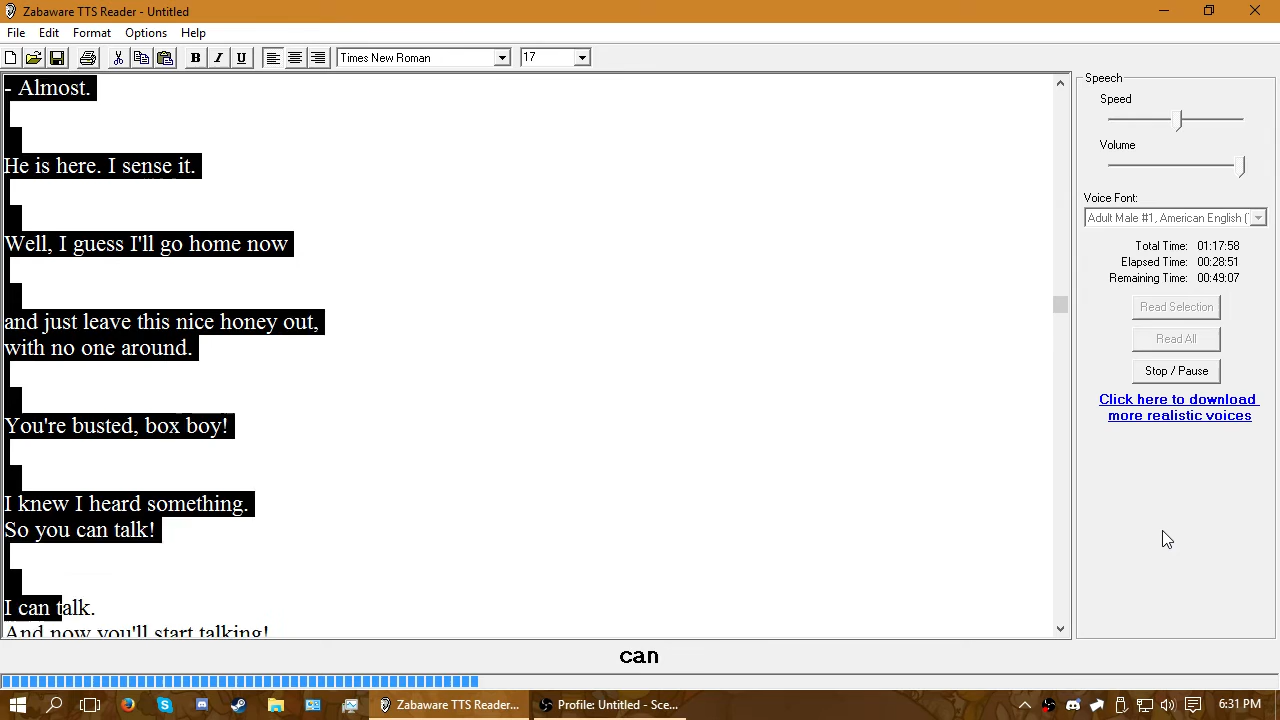 Zabaware TTS Reader - Untitled
File Edit Format Options Help
B I U Times New Roman 17
- Almost.
He is here. I sense it.
Well, I guess I'll go home now
and just leave this nice honey out,
with no one around.
You're busted, box boy!
I knew I heard something.
So you can talk!
I can talk.
And now you'll start talking!
Speech
Speed
Volume
Voice Font:
Adult Male #1, American English (
Total Time: 01:17:58
Elapsed Time: 00:28:51
Remaining Time: 00:49:07
Read Selection
Read All
Stop / Pause
Click here to download
more realistic voices
can
Zabaware TTS Reader... Profile: Untitled - Sce... 6:31 PM